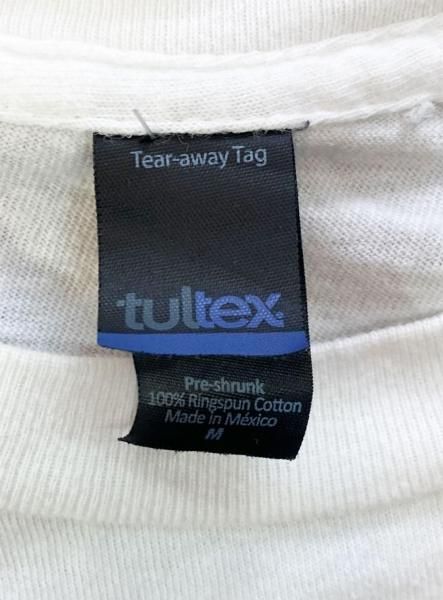 Tear-away Tag
tultex
Pre-shrunk
100% Ringspun Cotton
Made in México
M